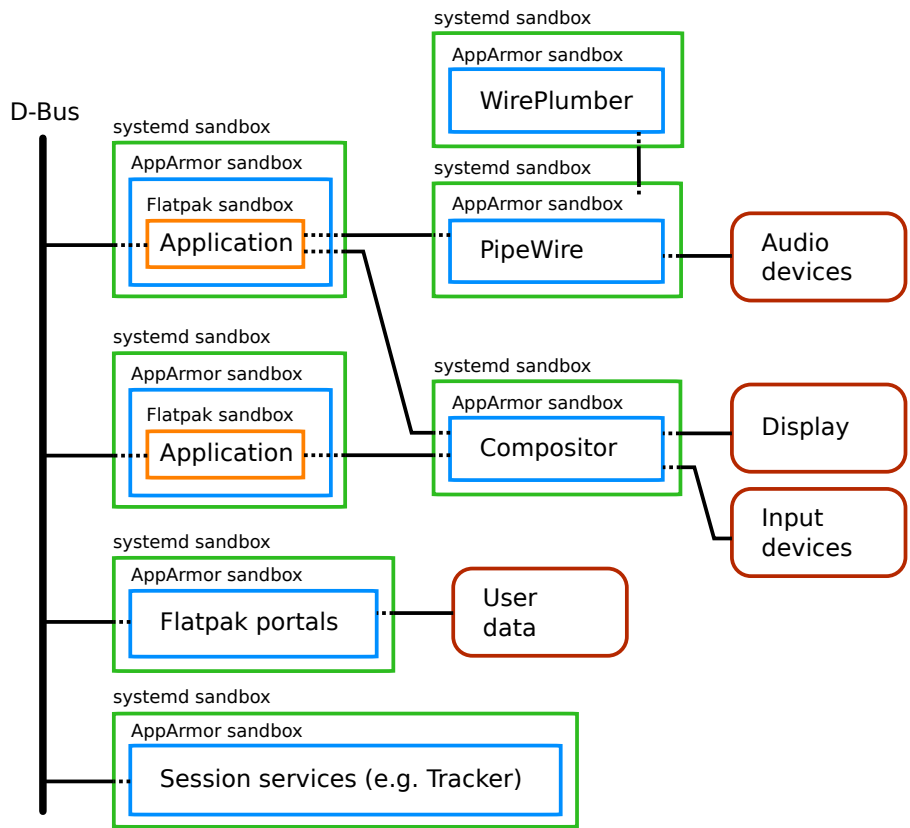 D-Bus
systemd sandbox
AppArmor sandbox
Flatpak sandbox
Application
systemd sandbox
AppArmor sandbox
WirePlumber
systemd sandbox
AppArmor sandbox
PipeWire
Audio
devices
systemd sandbox
AppArmor sandbox
Flatpak sandbox
Application
systemd sandbox
AppArmor sandbox
Compositor
Display
Input
devices
systemd sandbox
AppArmor sandbox
Flatpak portals
User
data
systemd sandbox
AppArmor sandbox
Session services (e.g. Tracker)